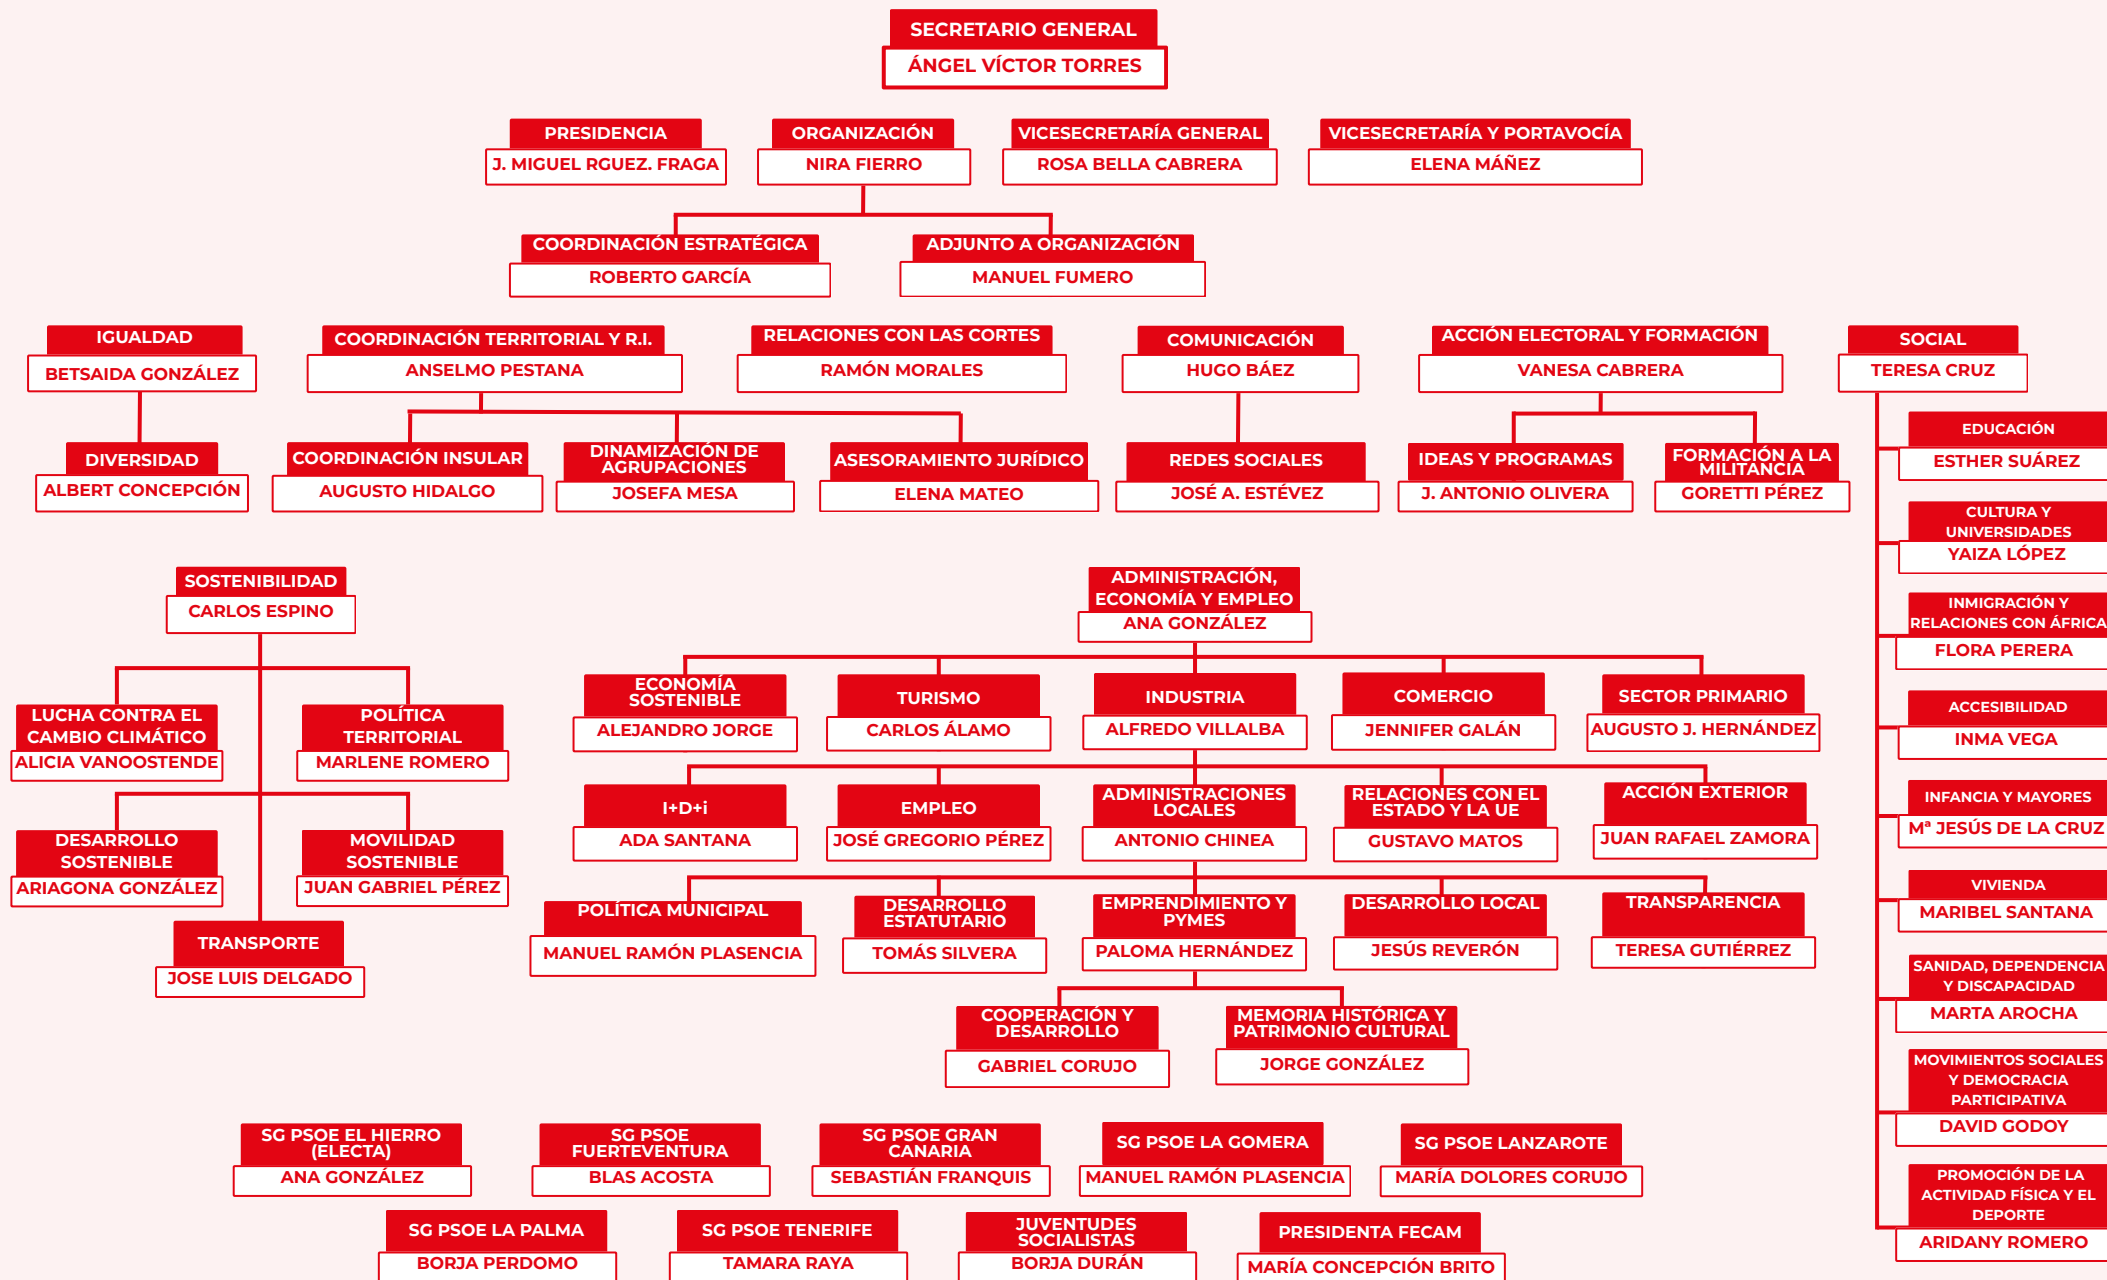 SECRETARIO GENERAL
ÁNGEL VÍCTOR TORRES
PRESIDENCIA
J. MIGUEL RGUEZ. FRAGA
ORGANIZACIÓN
NIRA FIERRO
VICESECRETARÍA GENERAL
ROSA BELLA CABRERA
VICESECRETARÍA Y PORTAVOCÍA
ELENA MÁÑEZ
COORDINACIÓN ESTRATÉGICA
ROBERTO GARCÍA
ADJUNTO A ORGANIZACIÓN
MANUEL FUMERO
IGUALDAD
BETSAIDA GONZÁLEZ
DIVERSIDAD
ALBERT CONCEPCIÓN
COORDINACIÓN TERRITORIAL Y R.I.
ANSELMO PESTANA
COORDINACIÓN INSULAR
AUGUSTO HIDALGO
DINAMIZACIÓN DE
AGRUPACIONES
JOSEFA MESA
ASESORAMIENTO JURÍDICO
ELENA MATEO
RELACIONES CON LAS CORTES
RAMÓN MORALES
COMUNICACIÓN
HUGO BÁEZ
REDES SOCIALES
JOSÉ A. ESTÉVEZ
ACCIÓN ELECTORAL Y FORMACIÓN
VANESA CABRERA
IDEAS Y PROGRAMAS
J. ANTONIO OLIVERA
FORMACIÓN A LA
MILITANCIA
GORETTI PÉREZ
SOCIAL
TERESA CRUZ
EDUCACIÓN
ESTHER SUÁREZ
CULTURA Y
UNIVERSIDADES
YAIZA LÓPEZ
INMIGRACIÓN Y
RELACIONES CON ÁFRICA
FLORA PERERA
ACCESIBILIDAD
INMA VEGA
INFANCIA Y MAYORES
Mª JESÚS DE LA CRUZ
VIVIENDA
MARIBEL SANTANA
SANIDAD, DEPENDENCIA
Y DISCAPACIDAD
MARTA AROCHA
MOVIMIENTOS SOCIALES
Y DEMOCRACIA
PARTICIPATIVA
DAVID GODOY
PROMOCIÓN DE LA
ACTIVIDAD FÍSICA Y EL
DEPORTE
ARIDANY ROMERO
SOSTENIBILIDAD
CARLOS ESPINO
LUCHA CONTRA EL
CAMBIO CLIMÁTICO
ALICIA VANOOSTENDE
POLÍTICA
TERRITORIAL
MARLENE ROMERO
DESARROLLO
SOSTENIBLE
ARIAGONA GONZÁLEZ
MOVILIDAD
SOSTENIBLE
JUAN GABRIEL PÉREZ
TRANSPORTE
JOSE LUIS DELGADO
ADMINISTRACIÓN,
ECONOMÍA Y EMPLEO
ANA GONZÁLEZ
ECONOMÍA
SOSTENIBLE
ALEJANDRO JORGE
TURISMO
CARLOS ÁLAMO
INDUSTRIA
ALFREDO VILLALBA
COMERCIO
JENNIFER GALÁN
SECTOR PRIMARIO
AUGUSTO J. HERNÁNDEZ
I+D+i
ADA SANTANA
EMPLEO
JOSÉ GREGORIO PÉREZ
ADMINISTRACIONES
LOCALES
ANTONIO CHINEA
RELACIONES CON EL
ESTADO Y LA UE
GUSTAVO MATOS
ACCIÓN EXTERIOR
JUAN RAFAEL ZAMORA
POLÍTICA MUNICIPAL
MANUEL RAMÓN PLASENCIA
DESARROLLO
ESTATUTARIO
TOMÁS SILVERA
EMPRENDIMIENTO Y
PYMES
PALOMA HERNÁNDEZ
DESARROLLO LOCAL
JESÚS REVERÓN
TRANSPARENCIA
TERESA GUTIÉRREZ
COOPERACIÓN Y
DESARROLLO
GABRIEL CORUJO
MEMORIA HISTÓRICA Y
PATRIMONIO CULTURAL
JORGE GONZÁLEZ
SG PSOE EL HIERRO
(ELECTA)
ANA GONZÁLEZ
SG PSOE
FUERTEVENTURA
BLAS ACOSTA
SG PSOE GRAN
CANARIA
SEBASTIÁN FRANQUIS
SG PSOE LA GOMERA
MANUEL RAMÓN PLASENCIA
SG PSOE LANZAROTE
MARÍA DOLORES CORUJO
SG PSOE LA PALMA
BORJA PERDOMO
SG PSOE TENERIFE
TAMARA RAYA
JUVENTUDES
SOCIALISTAS
BORJA DURÁN
PRESIDENTA FECAM
MARÍA CONCEPCIÓN BRITO